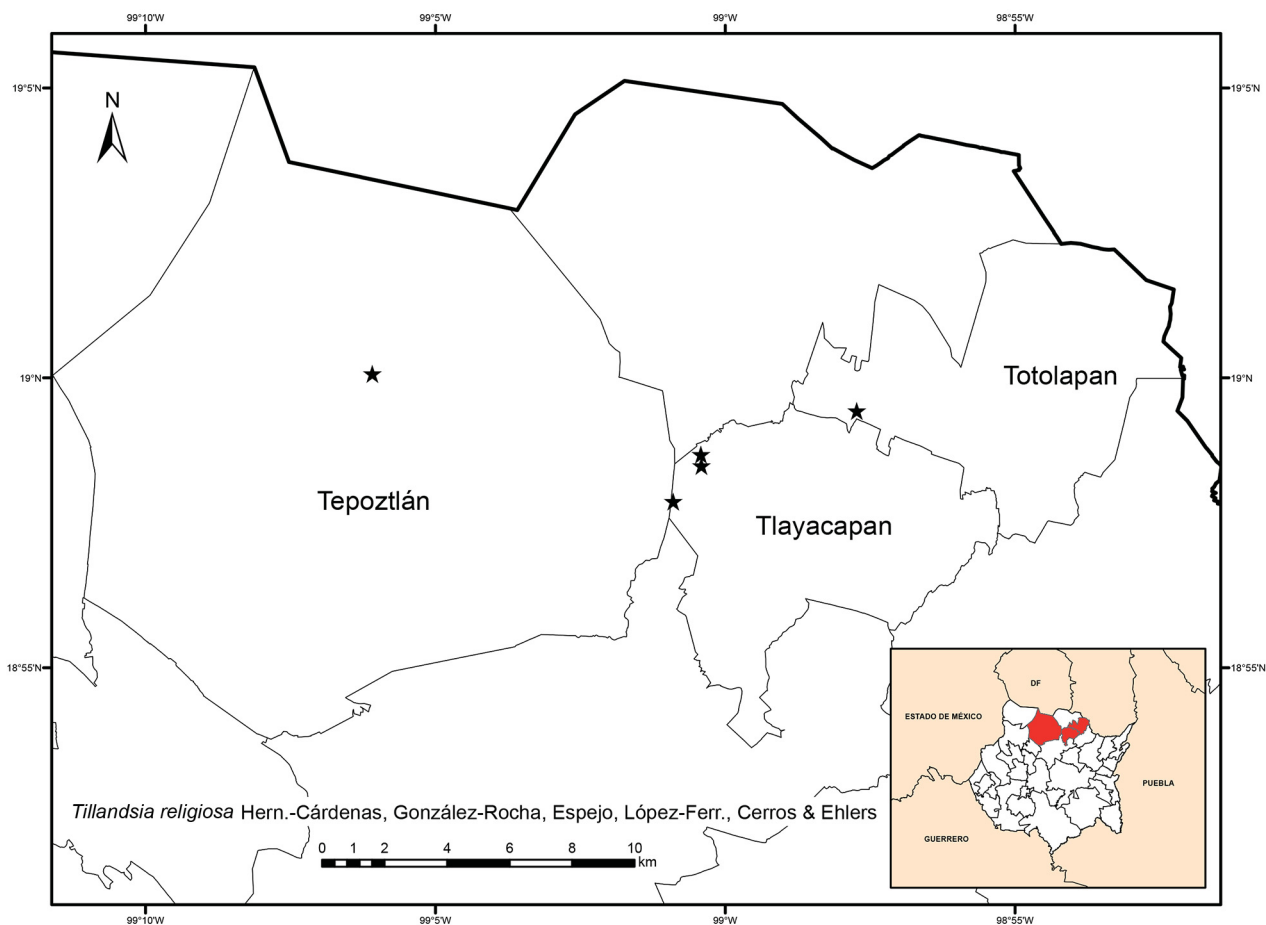 99°10'W 99°5'W 99°W 98°55'W
19°5'N 19°5'N
N
19°N 19°N
Totolapan
Tepoztlán
Tlayacapan
18°55'N 18°55'N
DF
ESTADO DE MÉXICO
PUEBLA
GUERRERO
Tillandsia religiosa Hern.-Cárdenas, González-Rocha, Espejo, López-Ferr., Cerros & Ehlers
0 1 2 4 6 8 10
km
99°10'W 99°5'W 99°W 98°55'W